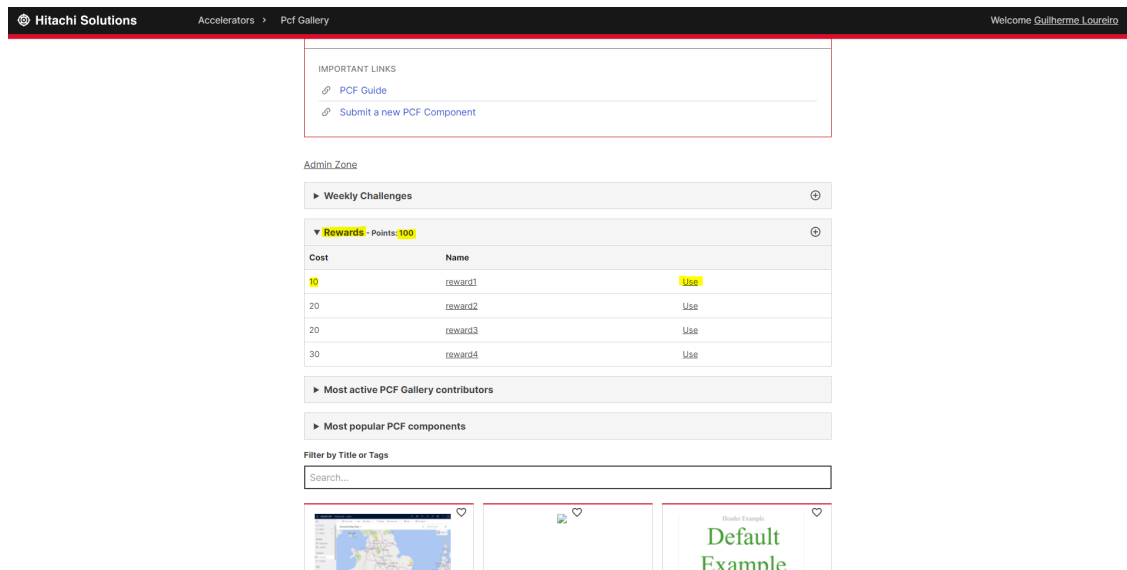 Hitachi Solutions Accelerators > Pcf Gallery Welcome Guilherme Loureiro
IMPORTANT LINKS
PCF Guide
Submit a new PCF Component
Admin Zone
Weekly Challenges
Rewards - Points: 100
Cost Name
10 reward1 Use
20 reward2 Use
20 reward3 Use
30 reward4 Use
Most active PCF Gallery contributors
Most popular PCF components
Filter by Title or Tags
Search...
Header Example
Default
Example